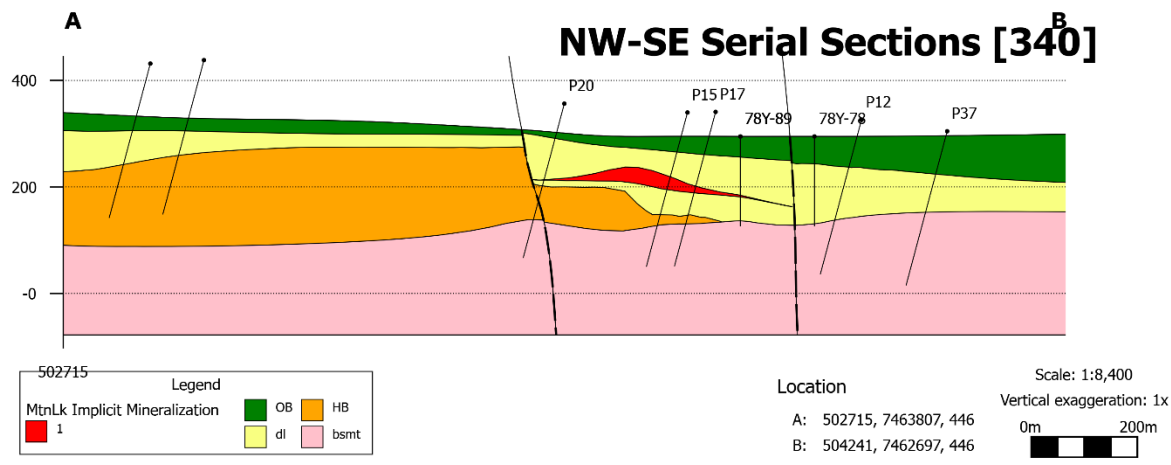 A
B
NW-SE Serial Sections [340]
400
P20
P15 P17
78Y-89
78Y-78
P12
P37
200
-0
502715
Legend
MtnLk Implicit Mineralization
1
OB
HB
dl
bsmt
Location
A: 502715, 7463807, 446
B: 504241, 7462697, 446
Scale: 1:8,400
Vertical exaggeration: 1x
0m 200m